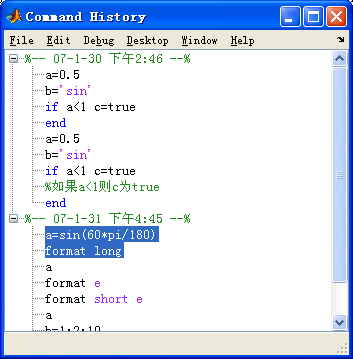 Command History
File Edit Debug Desktop Window Help
%-- 07-1-30 下午2:46 --%
a=0.5
b='sin'
if a<1 c=true
end
a=0.5
b='sin'
if a<1 c=true
%如果a<1则c为true
end
%-- 07-1-31 下午4:45 --%
a=sin(60*pi/180)
format long
a
format e
format short e
a
b=1:2:10